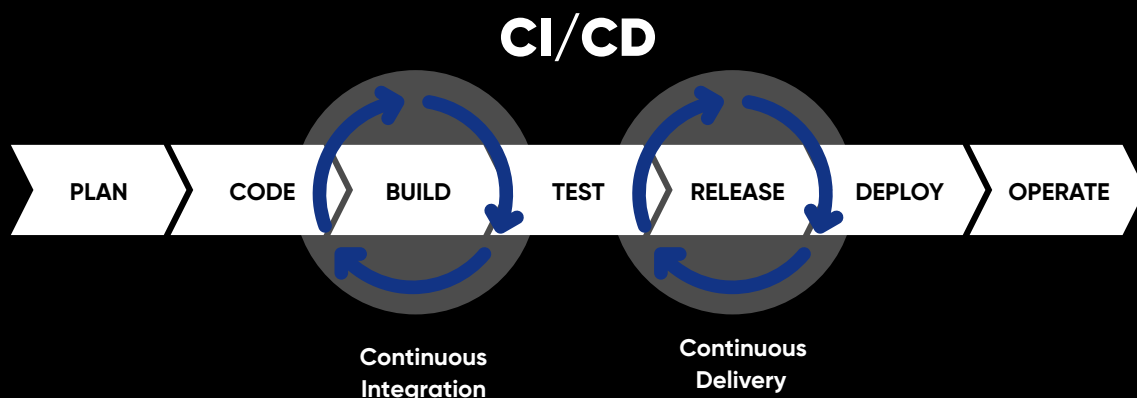 CI/CD
PLAN
CODE
BUILD
TEST
RELEASE
DEPLOY
OPERATE
Continuous
Integration
Continuous
Delivery